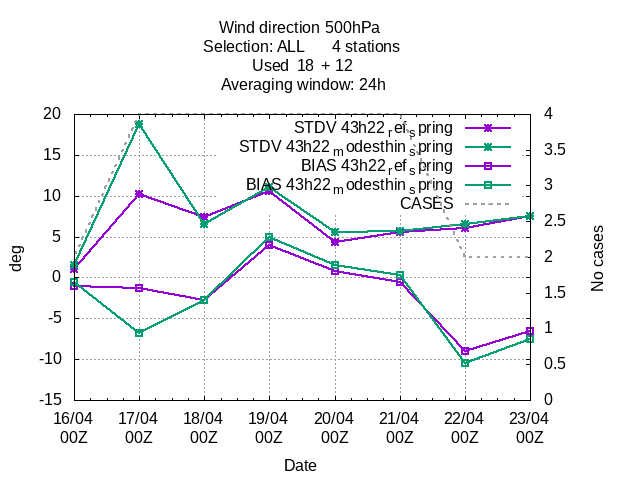 Wind direction 500hPa
Selection: ALL 4 stations
Used 18 + 12
Averaging window: 24h
STDV 43h22_ref_spring
STDV 43h22_modesthin_spring
BIAS 43h22_ref_spring
BIAS 43h22_modesthin_spring
CASES
20
15
10
5
0
-5
-10
-15
deg
4
3.5
3
2.5
2
1.5
1
0.5
0
No cases
16/04 17/04 18/04 19/04 20/04 21/04 22/04 23/04
00Z 00Z 00Z 00Z 00Z 00Z 00Z 00Z
Date